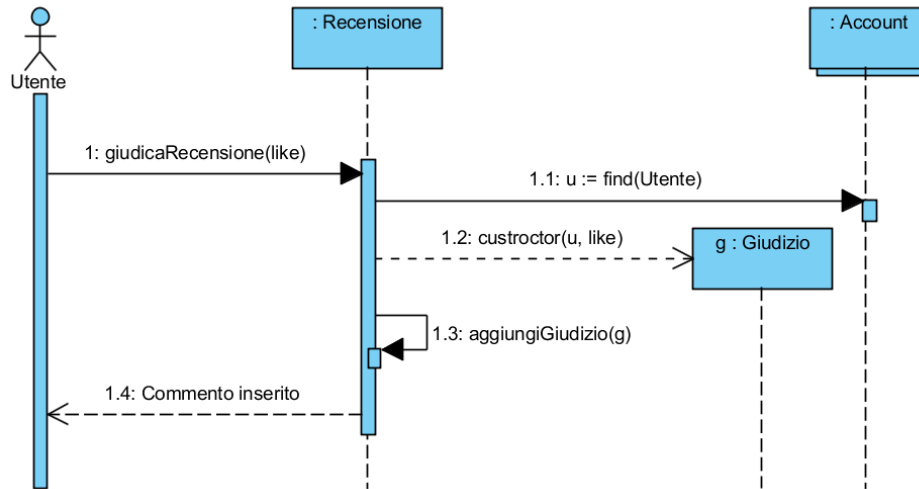 : Recensione
: Account
Utente
1: giudicaRecensione(like)
1.1: u := find(Utente)
1.2: custroctor(u, like)
g : Giudizio
1.3: aggiungiGiudizio(g)
1.4: Commento inserito